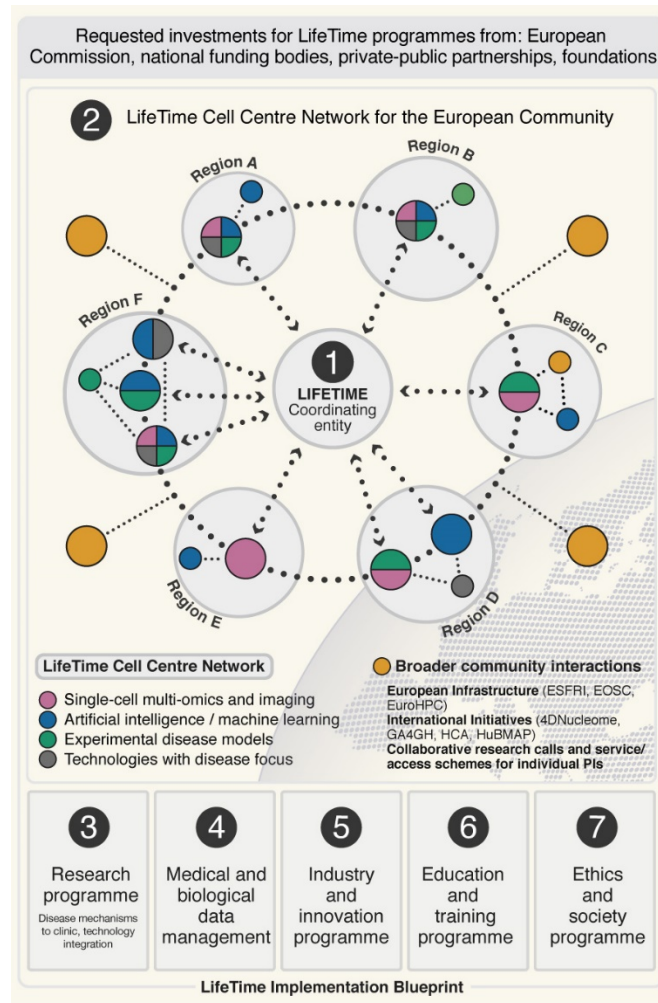 Requested investments for LifeTime programmes from: European
Commission, national funding bodies, private-public partnerships, foundations
2 LifeTime Cell Centre Network for the European Community
Region A
Region B
Region F
Region C
1
LIFETIME
Coordinating
entity
Region E
Region D
LifeTime Cell Centre Network
Single-cell multi-omics and imaging
Artificial intelligence / machine learning
Experimental disease models
Technologies with disease focus
Broader community interactions
European Infrastructure (ESFRI, EOSC,
EuroHPC)
International Initiatives (4DNucleome,
GA4GH, HCA, HuBMAP)
Collaborative research calls and service/
access schemes for individual PIs
3
Research
programme
Disease mechanisms
to clinic, technology
integration
4
Medical and
biological
data
management
5
Industry
and
innovation
programme
6
Education
and
training
programme
7
Ethics
and
society
programme
LifeTime Implementation Blueprint